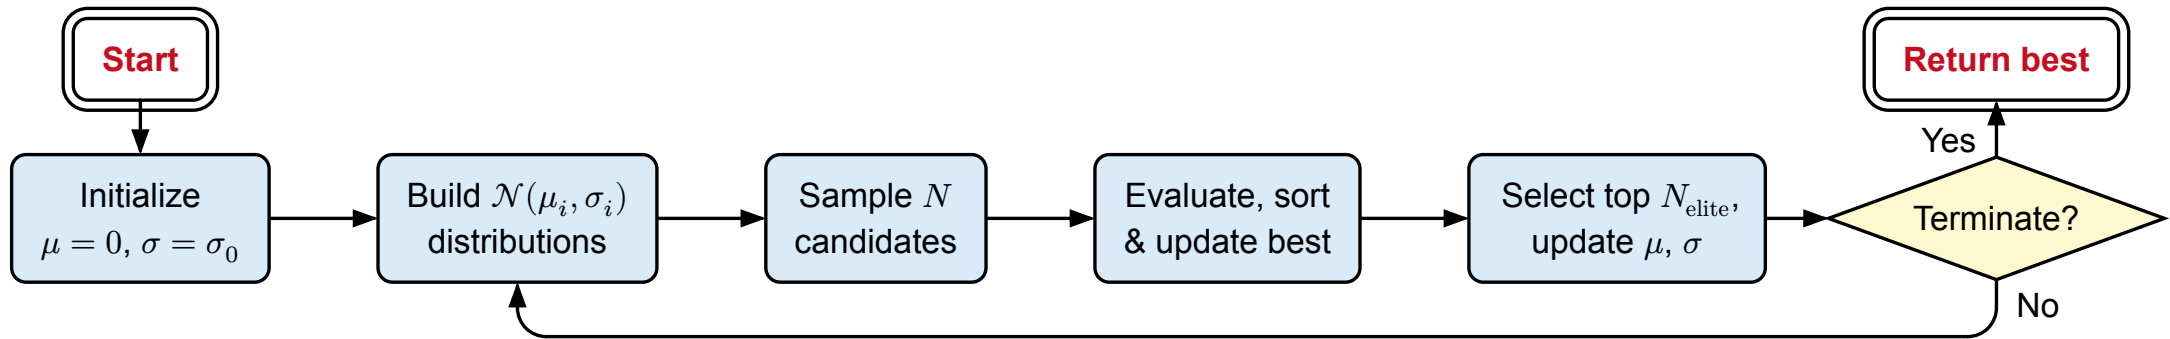 Start
Return best
Initialize
μ = 0, σ = σ₀
Build 𝒩(μᵢ, σᵢ)
distributions
Sample N
candidates
Evaluate, sort
& update best
Select top N_elite,
update μ, σ
Terminate?
Yes
No